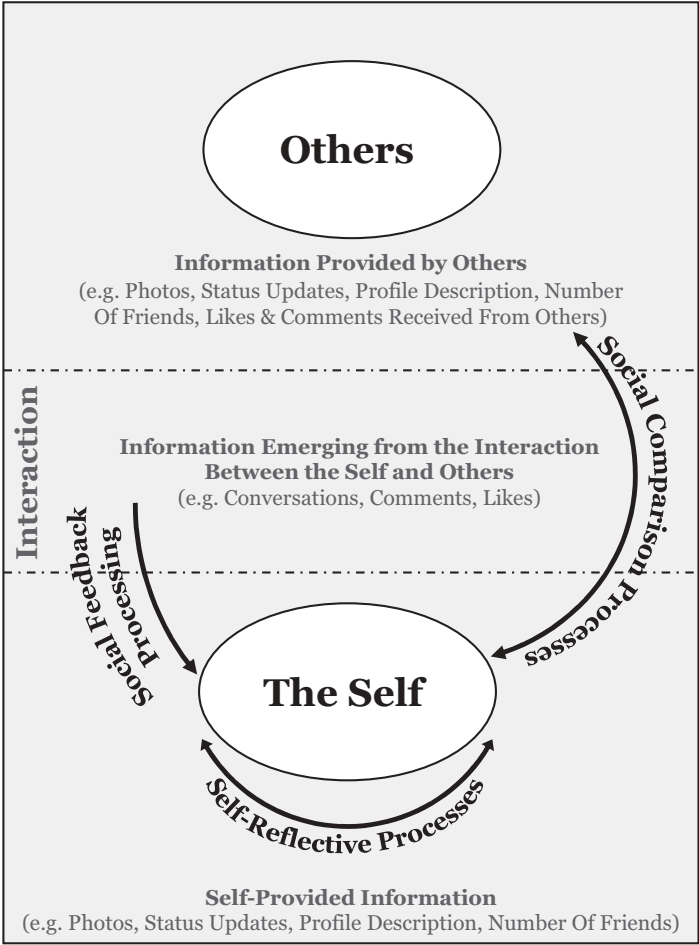 Others
Information Provided by Others
(e.g. Photos, Status Updates, Profile Description, Number
Of Friends, Likes & Comments Received From Others)
Social Comparison Processes
Interaction
Information Emerging from the Interaction
Between the Self and Others
(e.g. Conversations, Comments, Likes)
Social Feedback
Processing
The Self
Self-Reflective Processes
Self-Provided Information
(e.g. Photos, Status Updates, Profile Description, Number Of Friends)